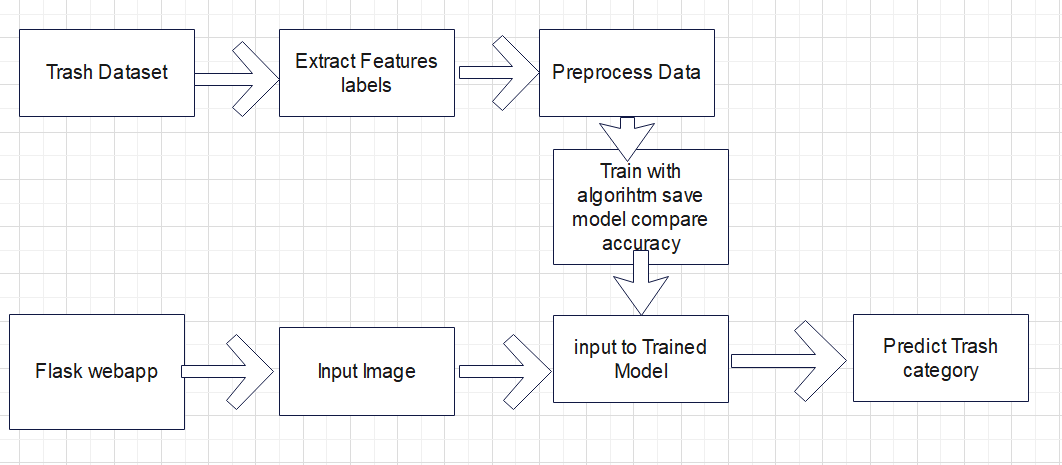 Trash Dataset
Extract Features
labels
Preprocess Data
Train with
algorihtm save
model compare
accuracy
Flask webapp
Input Image
input to Trained
Model
Predict Trash
category